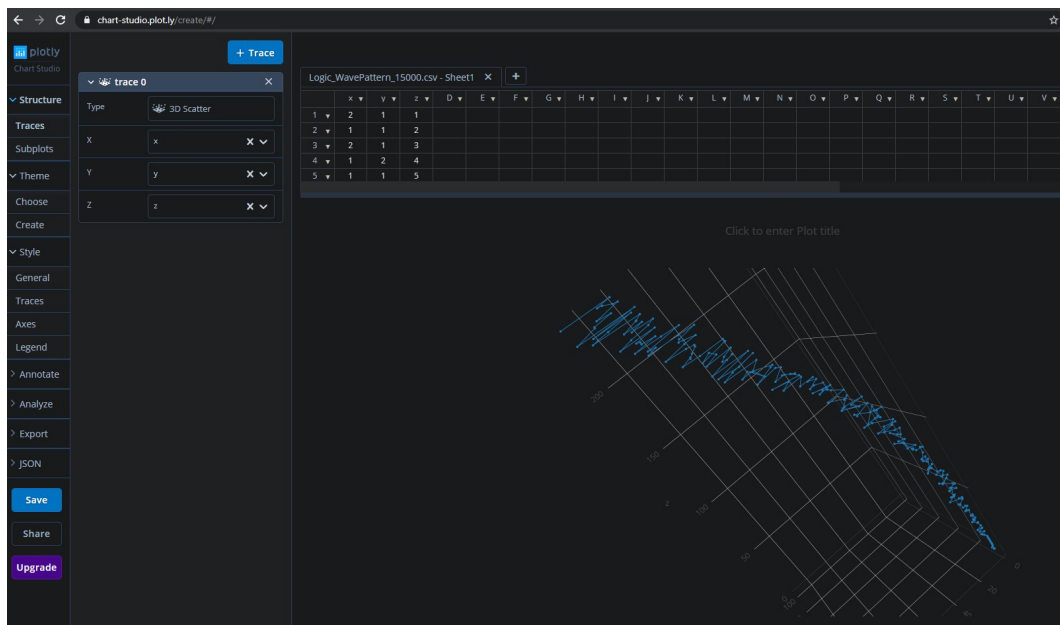 chart-studio.plot.ly/create/#/
plotly
Chart Studio
Structure
Traces
Subplots
Theme
Choose
Create
Style
General
Traces
Axes
Legend
Annotate
Analyze
Export
JSON
Save
Share
Upgrade
+ Trace
trace 0
Type 3D Scatter
X x
Y y
Z z
Logic_WavePattern_15000.csv - Sheet1
x y z D E F G H I J K L M N O P Q R S T U V
1 2 1 1
2 1 1 2
3 2 1 3
4 1 2 4
5 1 1 5
Click to enter Plot title
200
150
z
100
50
0
100
0
20
40